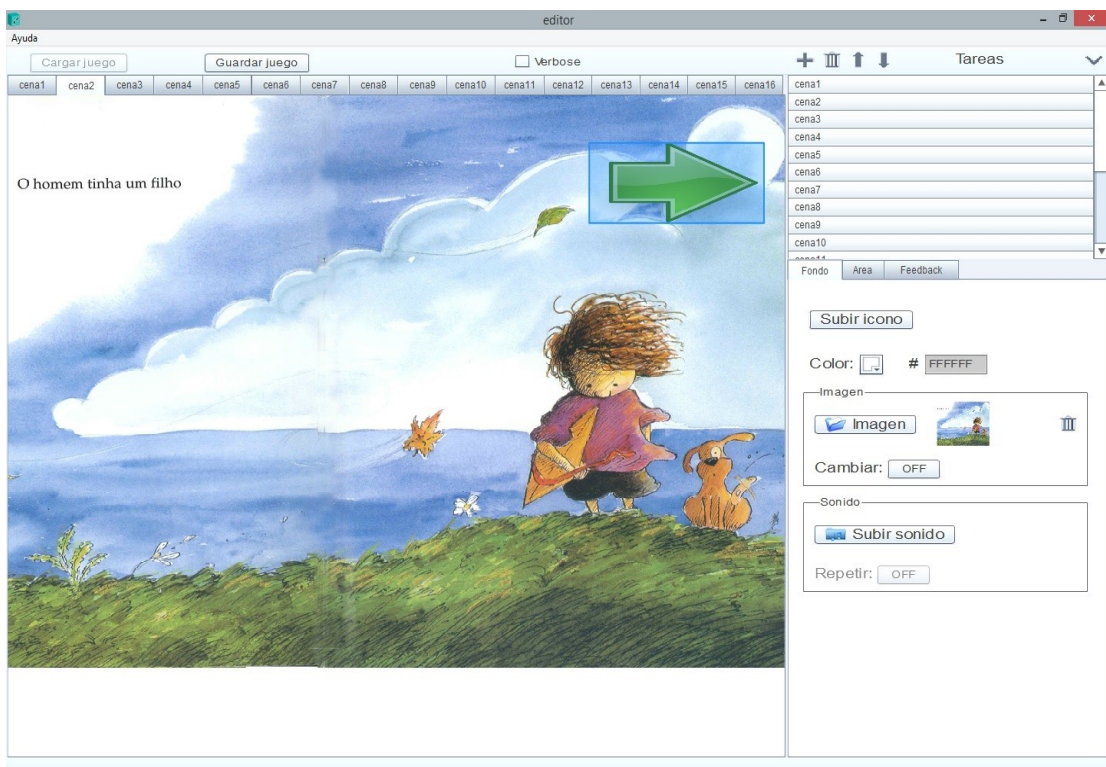 editor
Ayuda
Cargar juego Guardar juego Verbose Tareas
cena1 cena2 cena3 cena4 cena5 cena6 cena7 cena8 cena9 cena10 cena11 cena12 cena13 cena14 cena15 cena16
O homem tinha um filho
cena1
cena2
cena3
cena4
cena5
cena6
cena7
cena8
cena9
cena10
cena11
Fondo Area Feedback
Subir icono
Color: # FFFFFF
Imagen
Imagen
Cambiar: OFF
Sonido
Subir sonido
Repetir: OFF